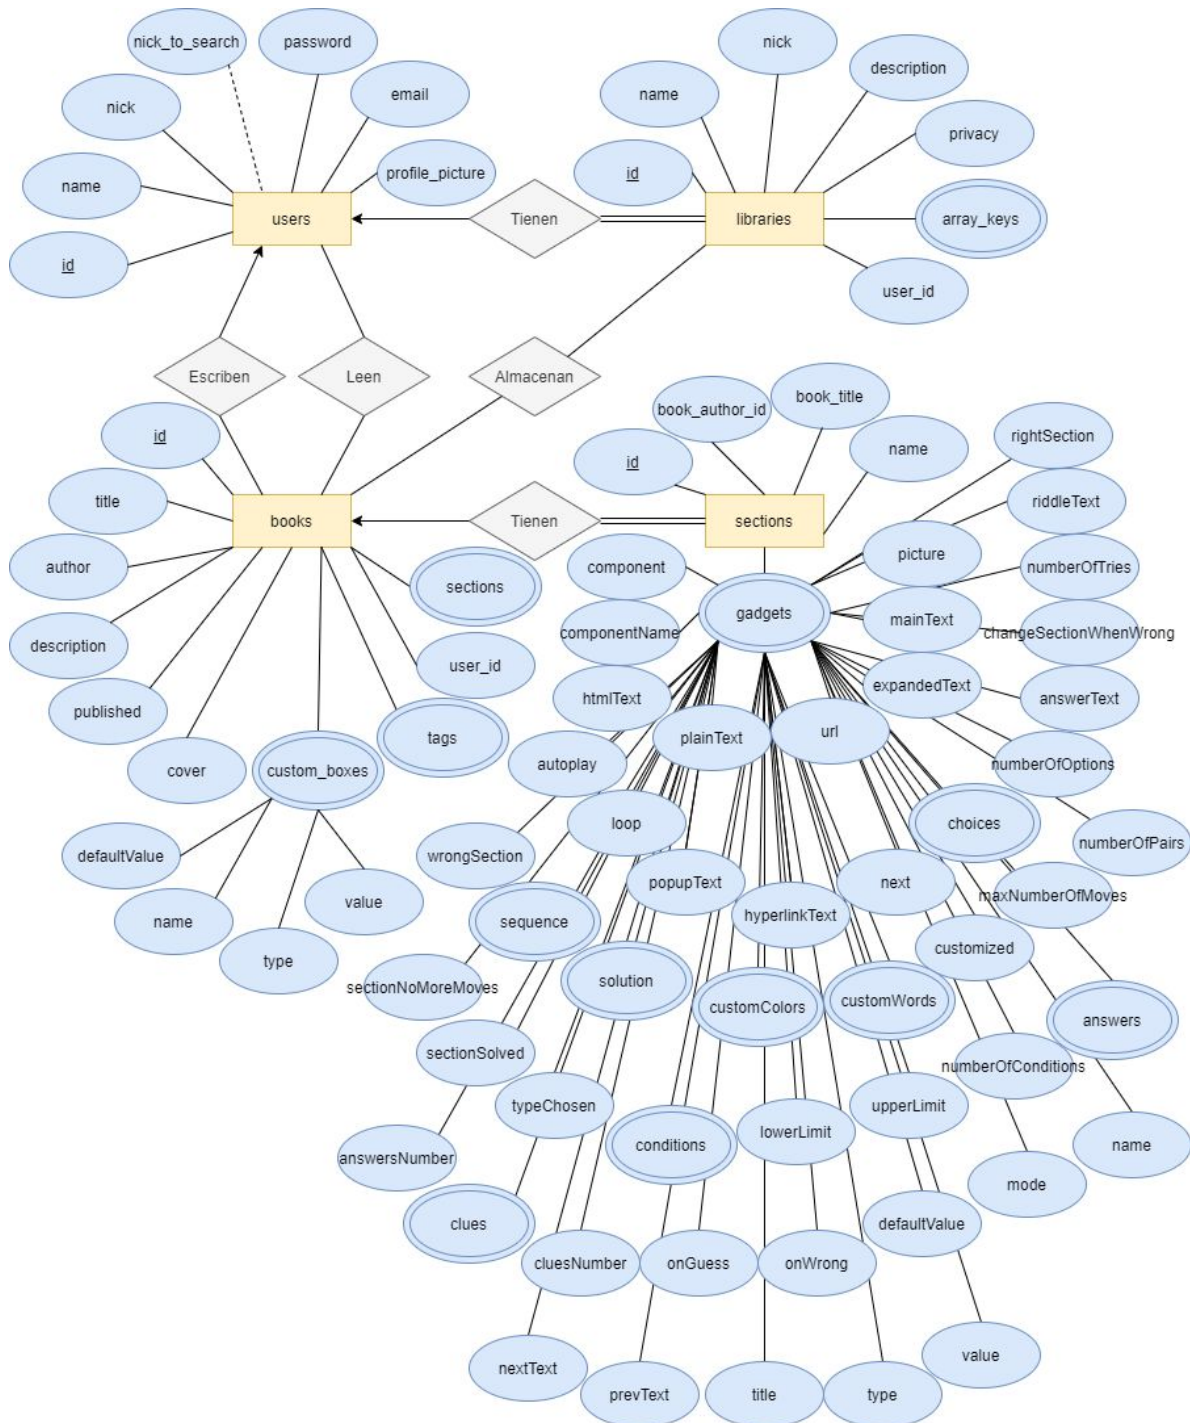 nick_to_search
password
nick
nick
description
email
name
nick
privacy
name
profile_picture
id
users
Tienen
libraries
array_keys
id
user_id
Escriben
Leen
Almacenan
book_author_id
book_title
id
name
rightSection
id
title
riddleText
books
Tienen
sections
picture
numberOfTries
author
component
sections
gadgets
mainText
componentName
changeSectionWhenWrong
description
user_id
htmlText
expandedText
answerText
published
tags
plainText
url
cover
custom_boxes
autoplay
numberOfOptions
loop
choices
defaultValue
wrongSection
numberOfPairs
name
value
popupText
next
maxNumberOfMoves
type
sequence
hyperlinkText
customized
sectionNoMoreMoves
solution
customColors
customWords
answers
sectionSolved
numberOfConditions
typeChosen
upperLimit
answersNumber
conditions
lowerLimit
name
mode
clues
defaultValue
cluesNumber
onGuess
onWrong
nextText
value
prevText
title
type